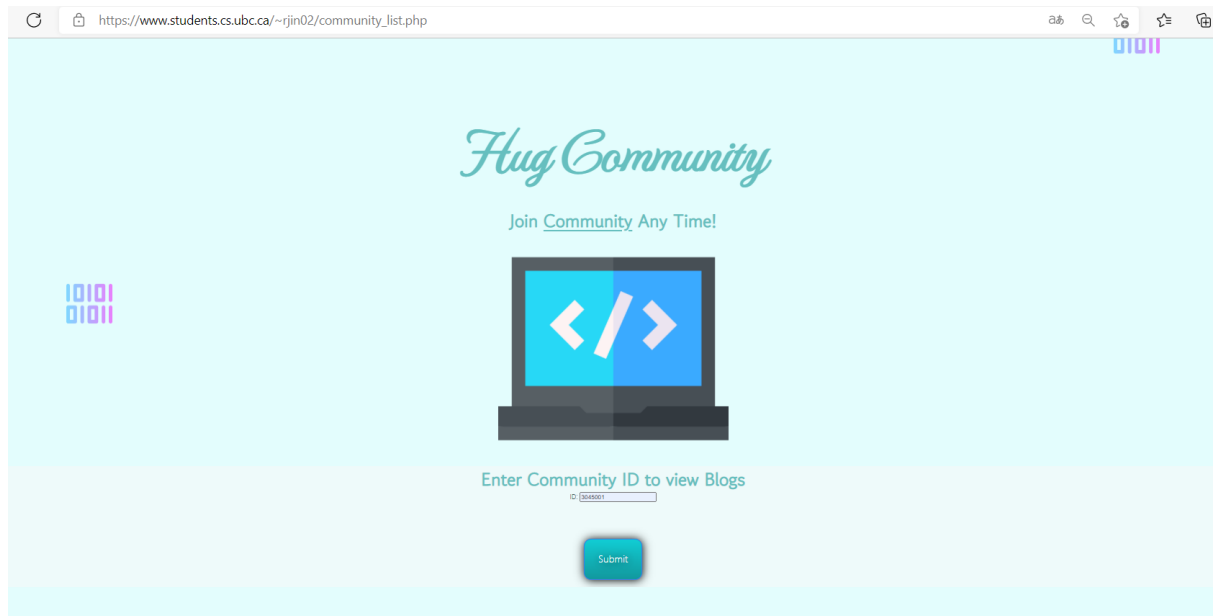 https://www.students.cs.ubc.ca/~rjin02/community_list.php
01011
Hug Community
Join Community Any Time!
10101
01011
</>
Enter Community ID to view Blogs
ID: 3045001
Submit